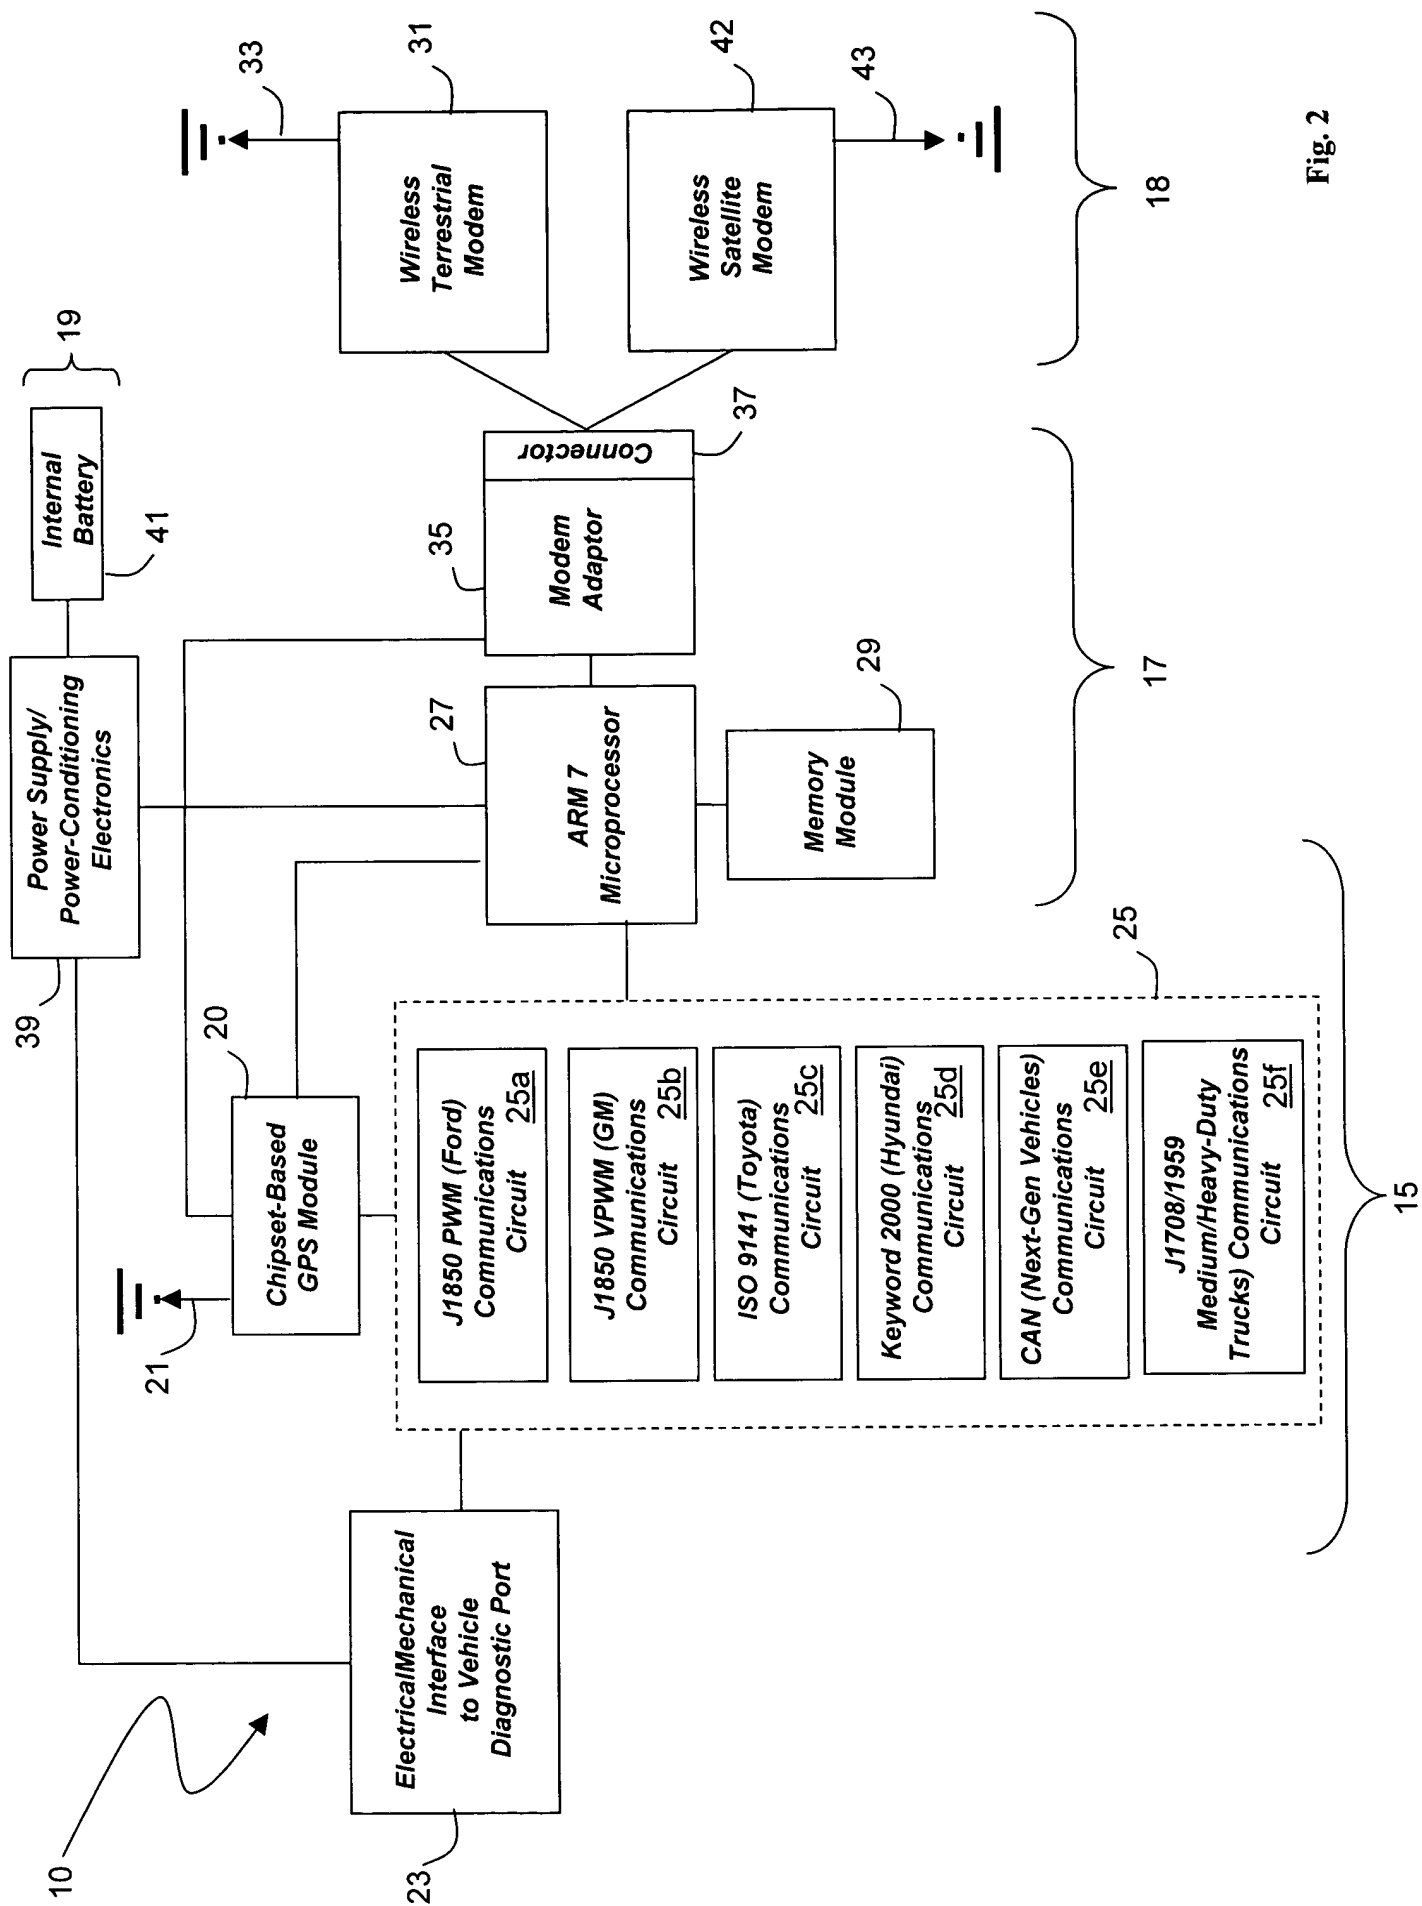 10
39
Power Supply/
Power-Conditioning
Electronics
Internal
Battery
19
41
21
20
Chipset-Based
GPS Module
33
31
Wireless
Terrestrial
Modem
23
ElectricalMechanical
Interface
to Vehicle
Diagnostic Port
27
ARM 7
Microprocessor
35
Modem
Adaptor
Connector
37
42
Wireless
Satellite
Modem
43
29
Memory
Module
25
J1850 PWM (Ford)
Communications
Circuit 25a
J1850 VPWM (GM)
Communications
Circuit 25b
ISO 9141 (Toyota)
Communications
Circuit 25c
Keyword 2000 (Hyundai)
Communications
Circuit 25d
CAN (Next-Gen Vehicles)
Communications
Circuit 25e
J1708/1959
Medium/Heavy-Duty
Trucks) Communications
Circuit 25f
15
17
18
Fig. 2